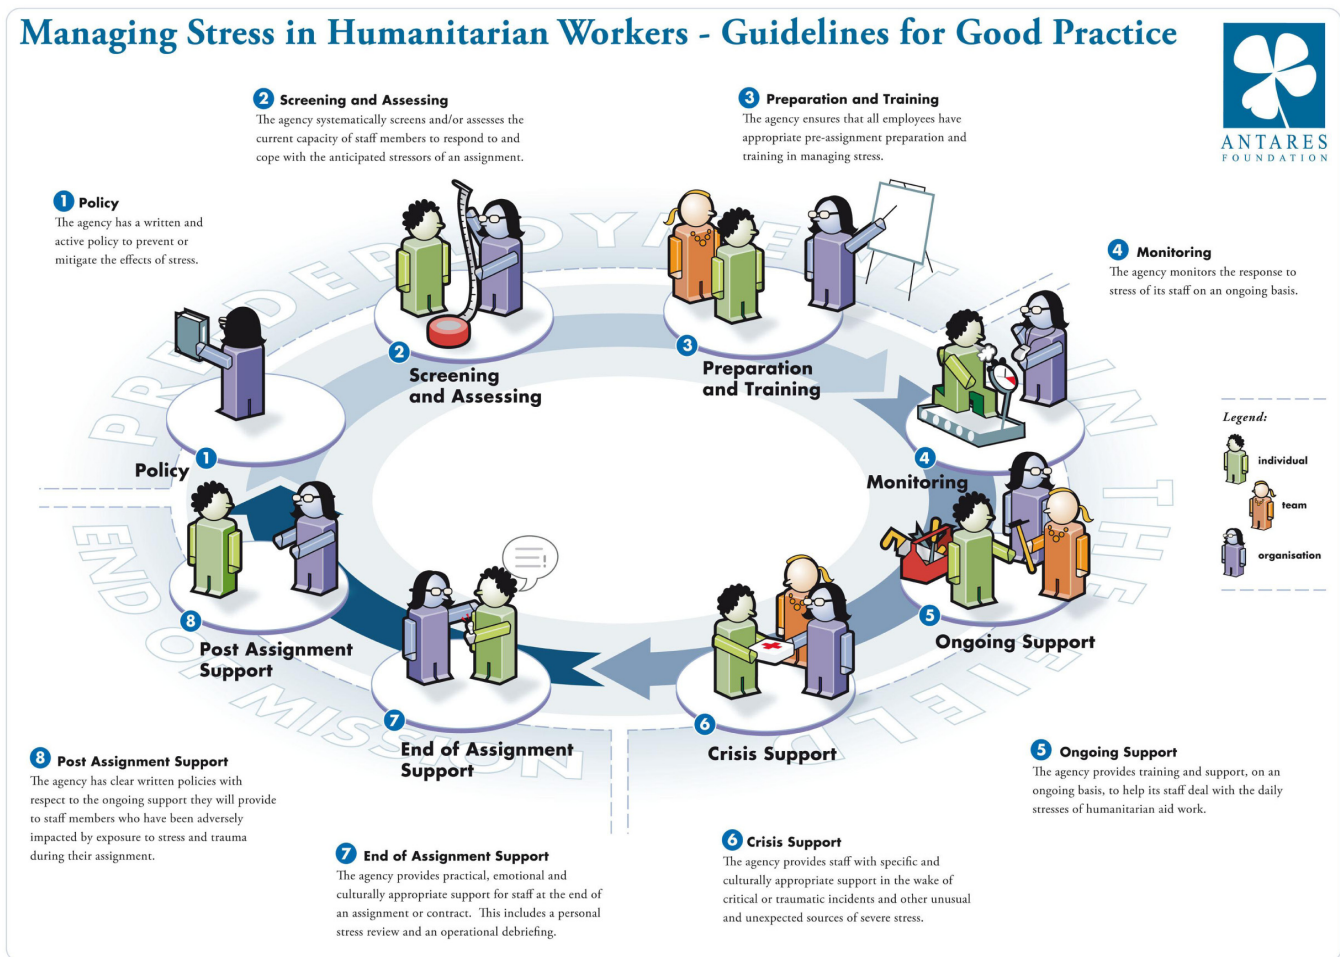 Managing Stress in Humanitarian Workers - Guidelines for Good Practice
ANTARES
FOUNDATION
1 Policy
The agency has a written and
active policy to prevent or
mitigate the effects of stress.
2 Screening and Assessing
The agency systematically screens and/or assesses the
current capacity of staff members to respond to and
cope with the anticipated stressors of an assignment.
3 Preparation and Training
The agency ensures that all employees have
appropriate pre-assignment preparation and
training in managing stress.
4 Monitoring
The agency monitors the response to
stress of its staff on an ongoing basis.
PRE DEPLOYMENT
IN THE FIELD
END OF MISSION
1
Policy
2
Screening
and Assessing
3
Preparation
and Training
4
Monitoring
5
Ongoing Support
6
Crisis Support
7
End of Assignment
Support
8
Post Assignment
Support
Legend:
individual
team
organisation
5 Ongoing Support
The agency provides training and support, on an
ongoing basis, to help its staff deal with the daily
stresses of humanitarian aid work.
6 Crisis Support
The agency provides staff with specific and
culturally appropriate support in the wake of
critical or traumatic incidents and other unusual
and unexpected sources of severe stress.
7 End of Assignment Support
The agency provides practical, emotional and
culturally appropriate support for staff at the end of
an assignment or contract. This includes a personal
stress review and an operational debriefing.
8 Post Assignment Support
The agency has clear written policies with
respect to the ongoing support they will provide
to staff members who have been adversely
impacted by exposure to stress and trauma
during their assignment.